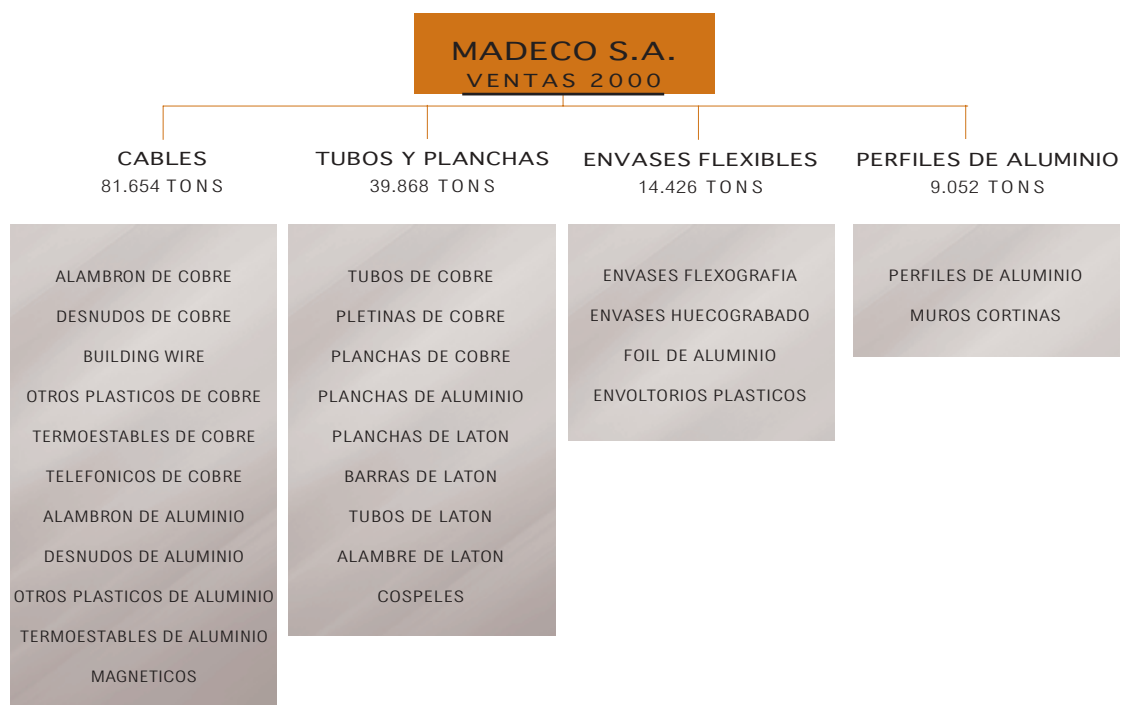 MADECO S.A.
VENTAS 2000
CABLES
81.654 TONS
ALAMBRON DE COBRE
DESNUDOS DE COBRE
BUILDING WIRE
OTROS PLASTICOS DE COBRE
TERMOESTABLES DE COBRE
TELEFONICOS DE COBRE
ALAMBRON DE ALUMINIO
DESNUDOS DE ALUMINIO
OTROS PLASTICOS DE ALUMINIO
TERMOESTABLES DE ALUMINIO
MAGNETICOS
TUBOS Y PLANCHAS
39.868 TONS
TUBOS DE COBRE
PLETINAS DE COBRE
PLANCHAS DE COBRE
PLANCHAS DE ALUMINIO
PLANCHAS DE LATON
BARRAS DE LATON
TUBOS DE LATON
ALAMBRE DE LATON
COSPELES
ENVASES FLEXIBLES
14.426 TONS
ENVASES FLEXOGRAFIA
ENVASES HUECOGRABADO
FOIL DE ALUMINIO
ENVOLTORIOS PLASTICOS
PERFILES DE ALUMINIO
9.052 TONS
PERFILES DE ALUMINIO
MUROS CORTINAS